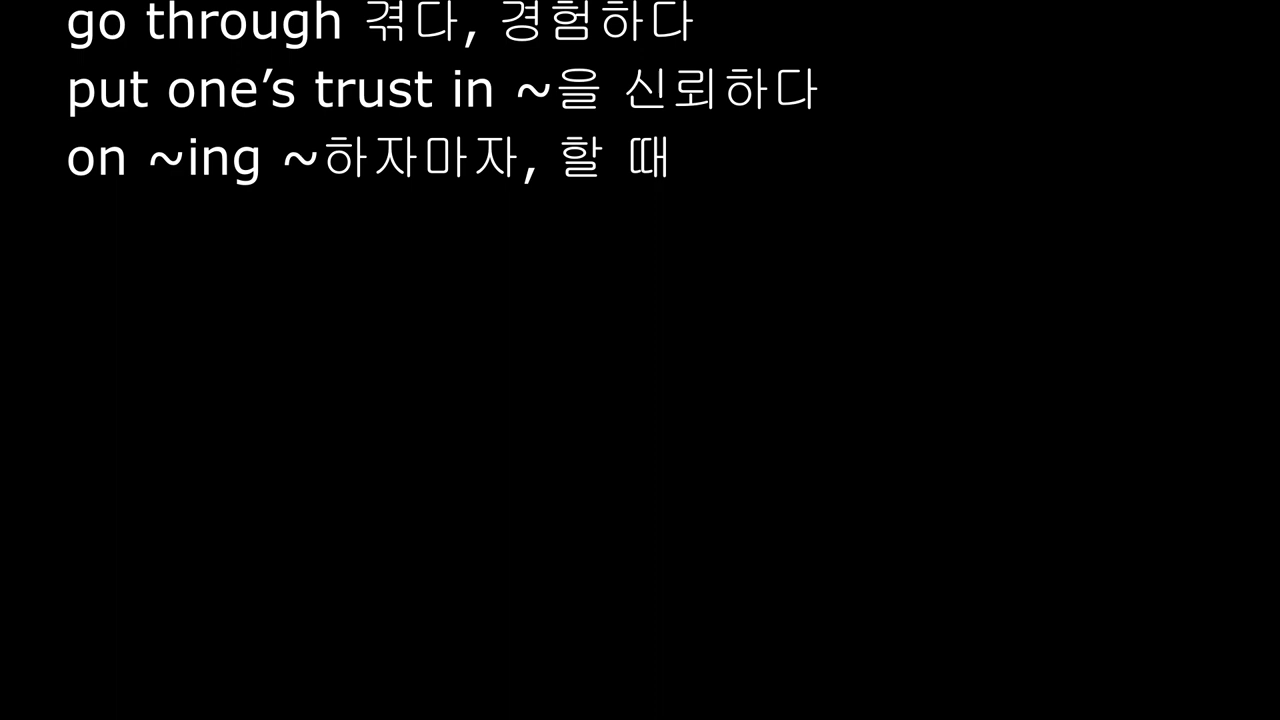 go through 겪다, 경험하다
put one’s trust in ~을 신뢰하다
on ~ing ~하자마자, 할 때